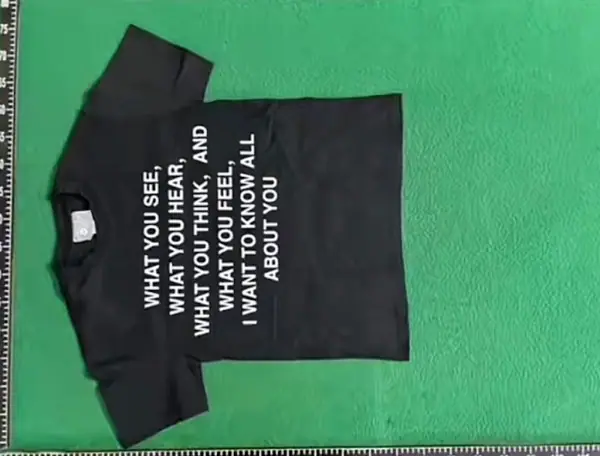 WHAT YOU SEE,
WHAT YOU HEAR,
WHAT YOU THINK, AND
WHAT YOU FEEL,
I WANT TO KNOW ALL
ABOUT YOU